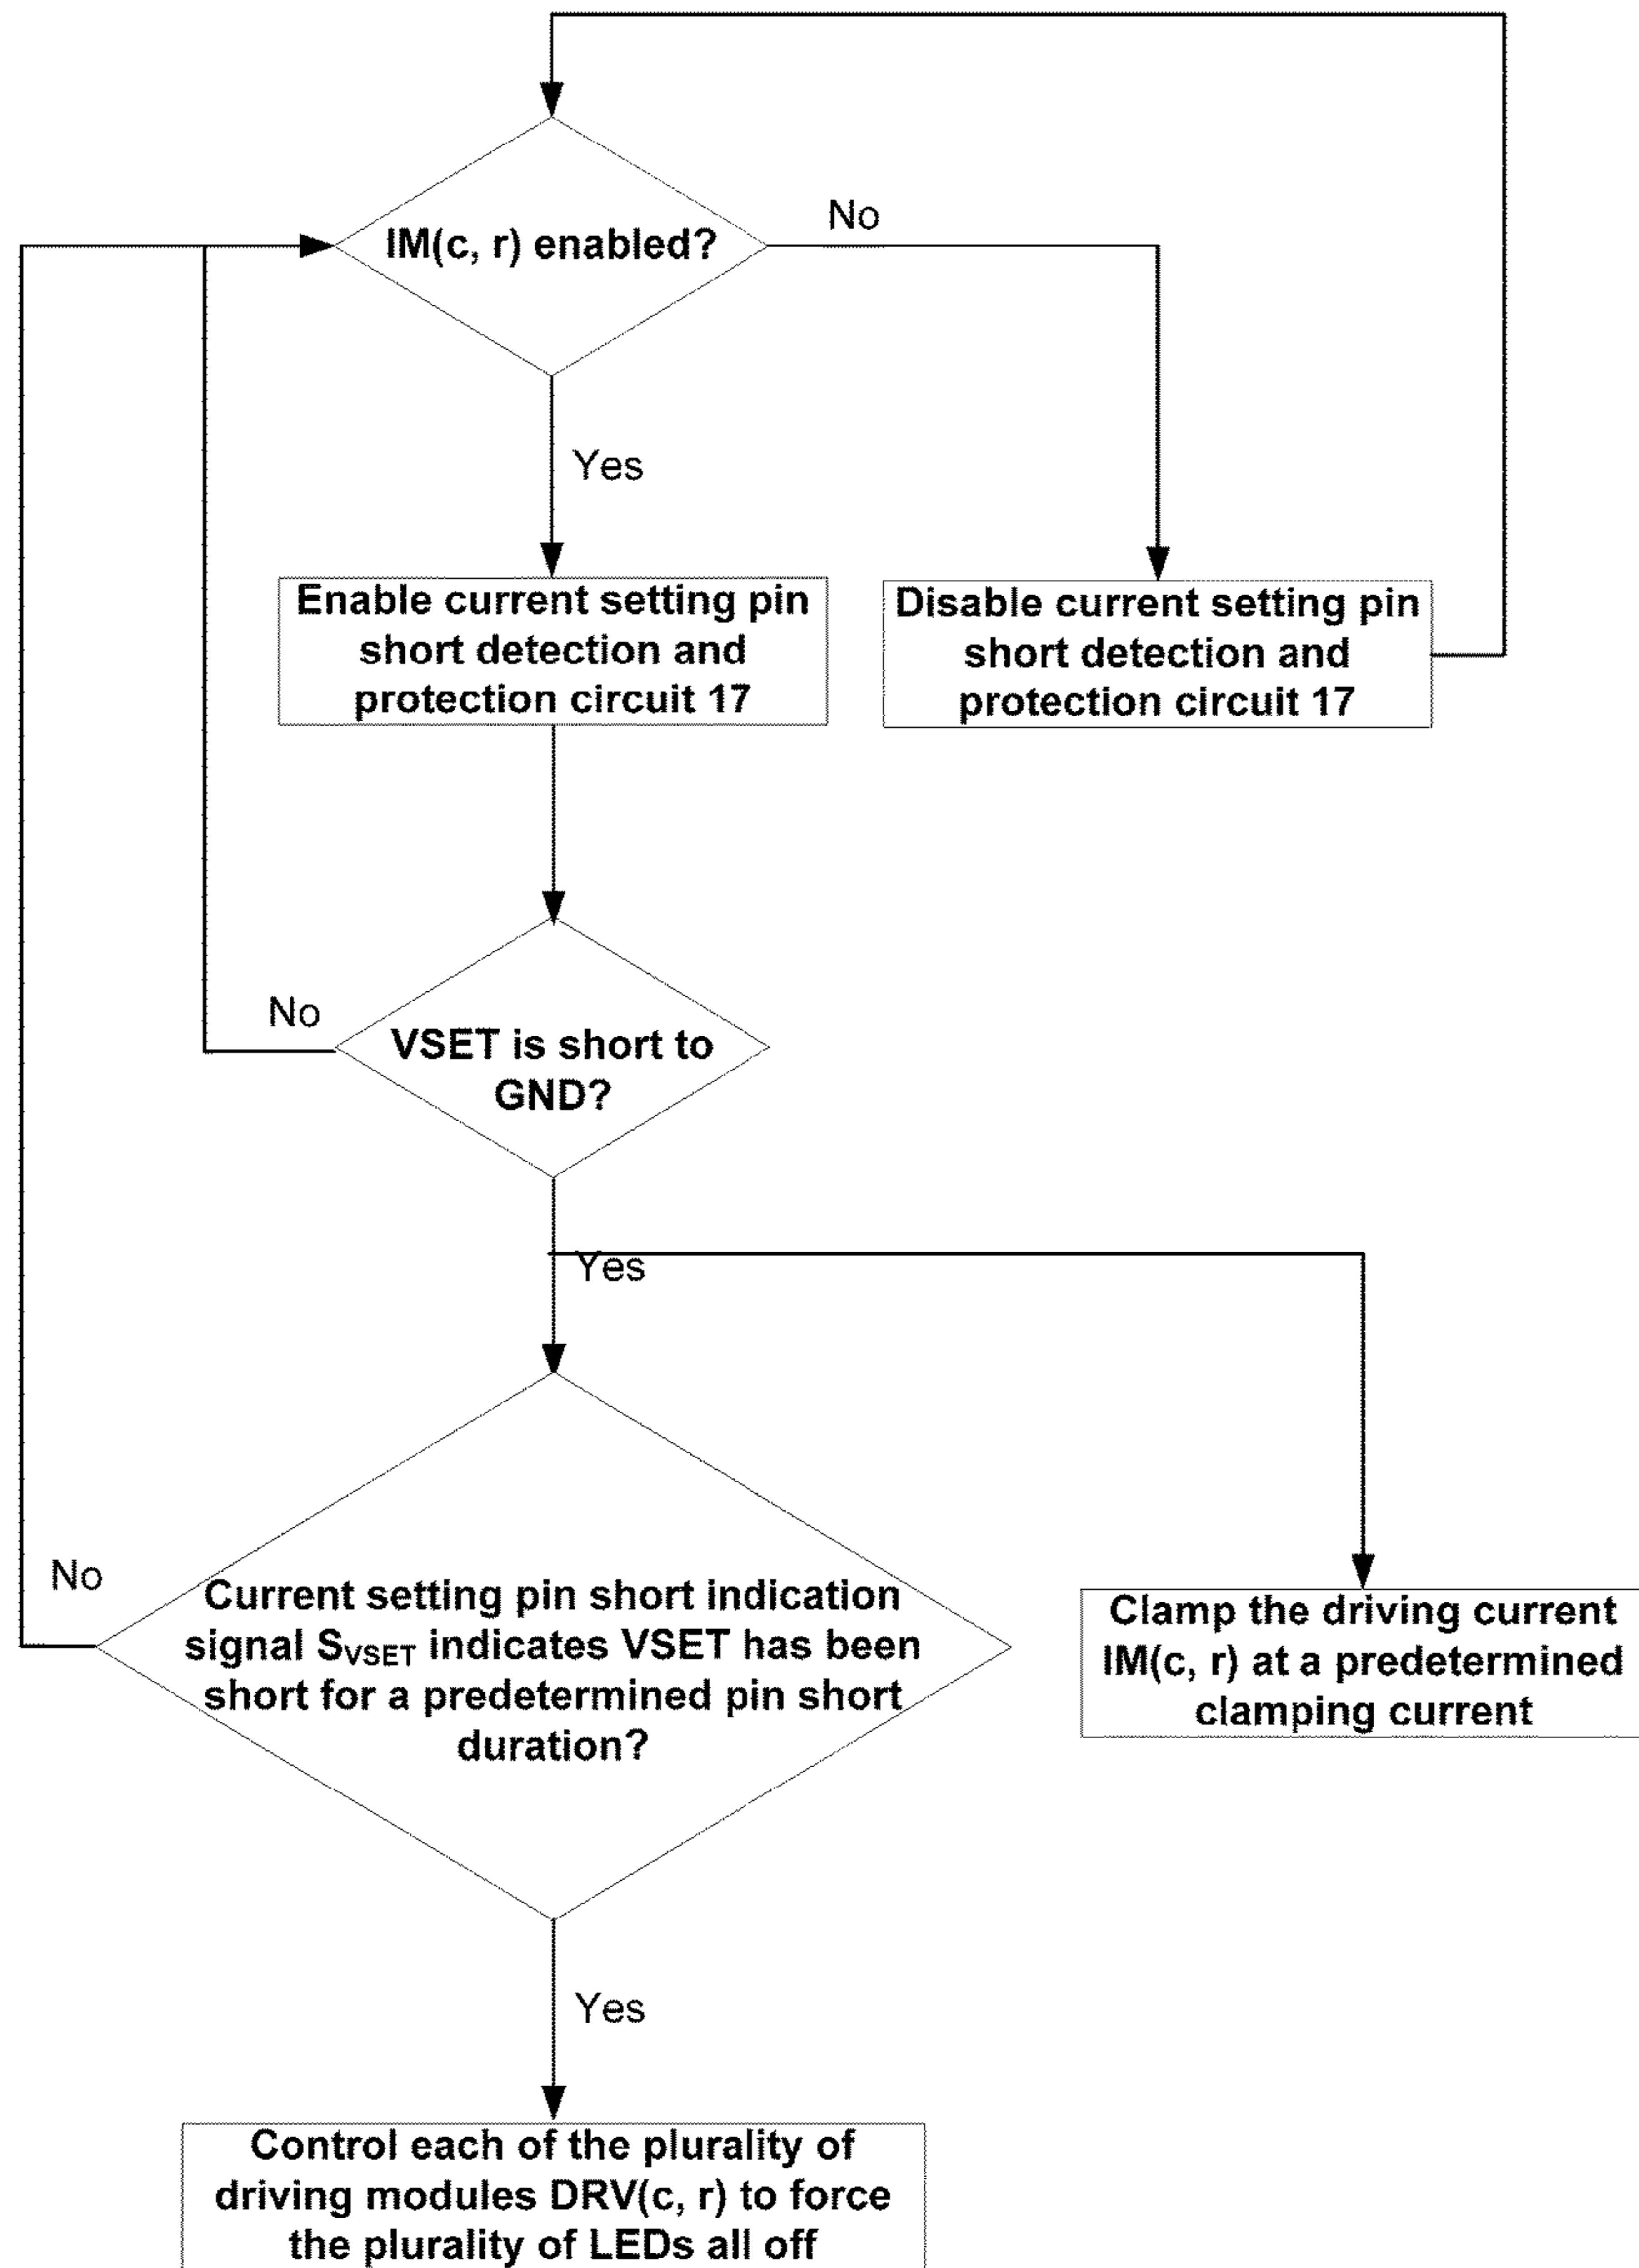 IM(c, r) enabled?
No
Yes
Enable current setting pin
short detection and
protection circuit 17
Disable current setting pin
short detection and
protection circuit 17
No
VSET is short to
GND?
Yes
No
Current setting pin short indication
signal SVSET indicates VSET has been
short for a predetermined pin short
duration?
Clamp the driving current
IM(c, r) at a predetermined
clamping current
Yes
Control each of the plurality of
driving modules DRV(c, r) to force
the plurality of LEDs all off